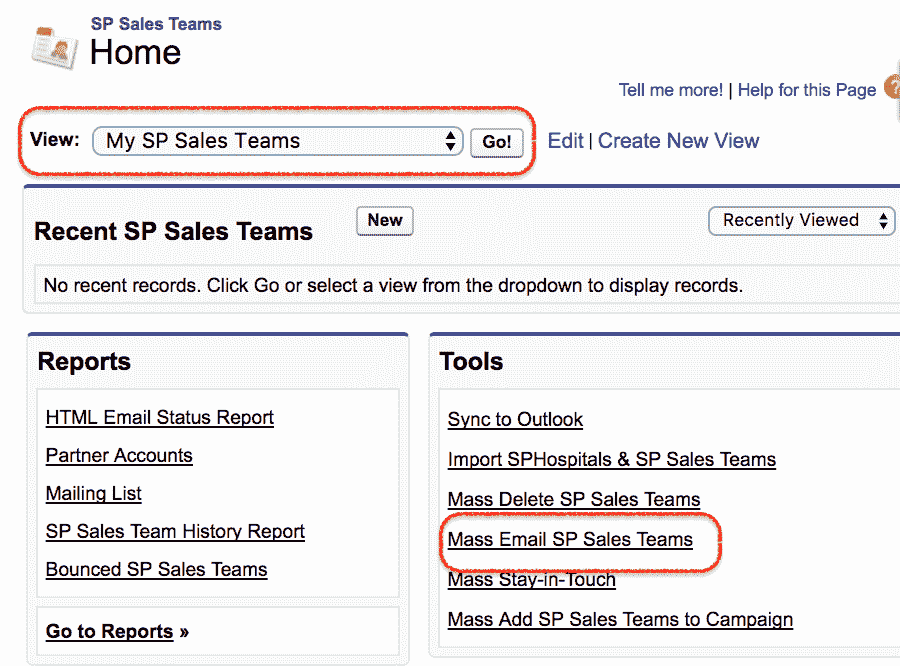 SP Sales Teams
Home
Tell me more! | Help for this Page ?
View: My SP Sales Teams Go! Edit | Create New View
Recent SP Sales Teams New Recently Viewed
No recent records. Click Go or select a view from the dropdown to display records.
Reports
HTML Email Status Report
Partner Accounts
Mailing List
SP Sales Team History Report
Bounced SP Sales Teams
Go to Reports »
Tools
Sync to Outlook
Import SPHospitals & SP Sales Teams
Mass Delete SP Sales Teams
Mass Email SP Sales Teams
Mass Stay-in-Touch
Mass Add SP Sales Teams to Campaign